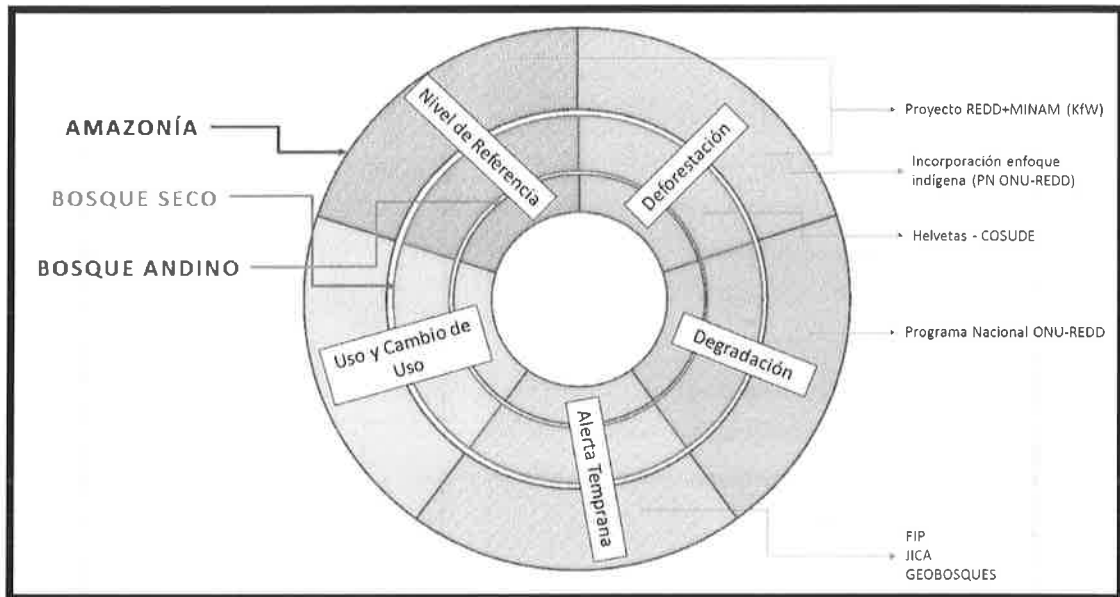 AMAZONÍA
BOSQUE SECO
BOSQUE ANDINO
Nivel de Referencia
Deforestación
Degradación
Alerta Temprana
Uso y Cambio de
Uso
Proyecto REDD+MINAM (KfW)
Incorporación enfoque
indígena (PN ONU-REDD)
Helvetas - COSUDE
Programa Nacional ONU-REDD
FIP
JICA
GEOBOSQUES